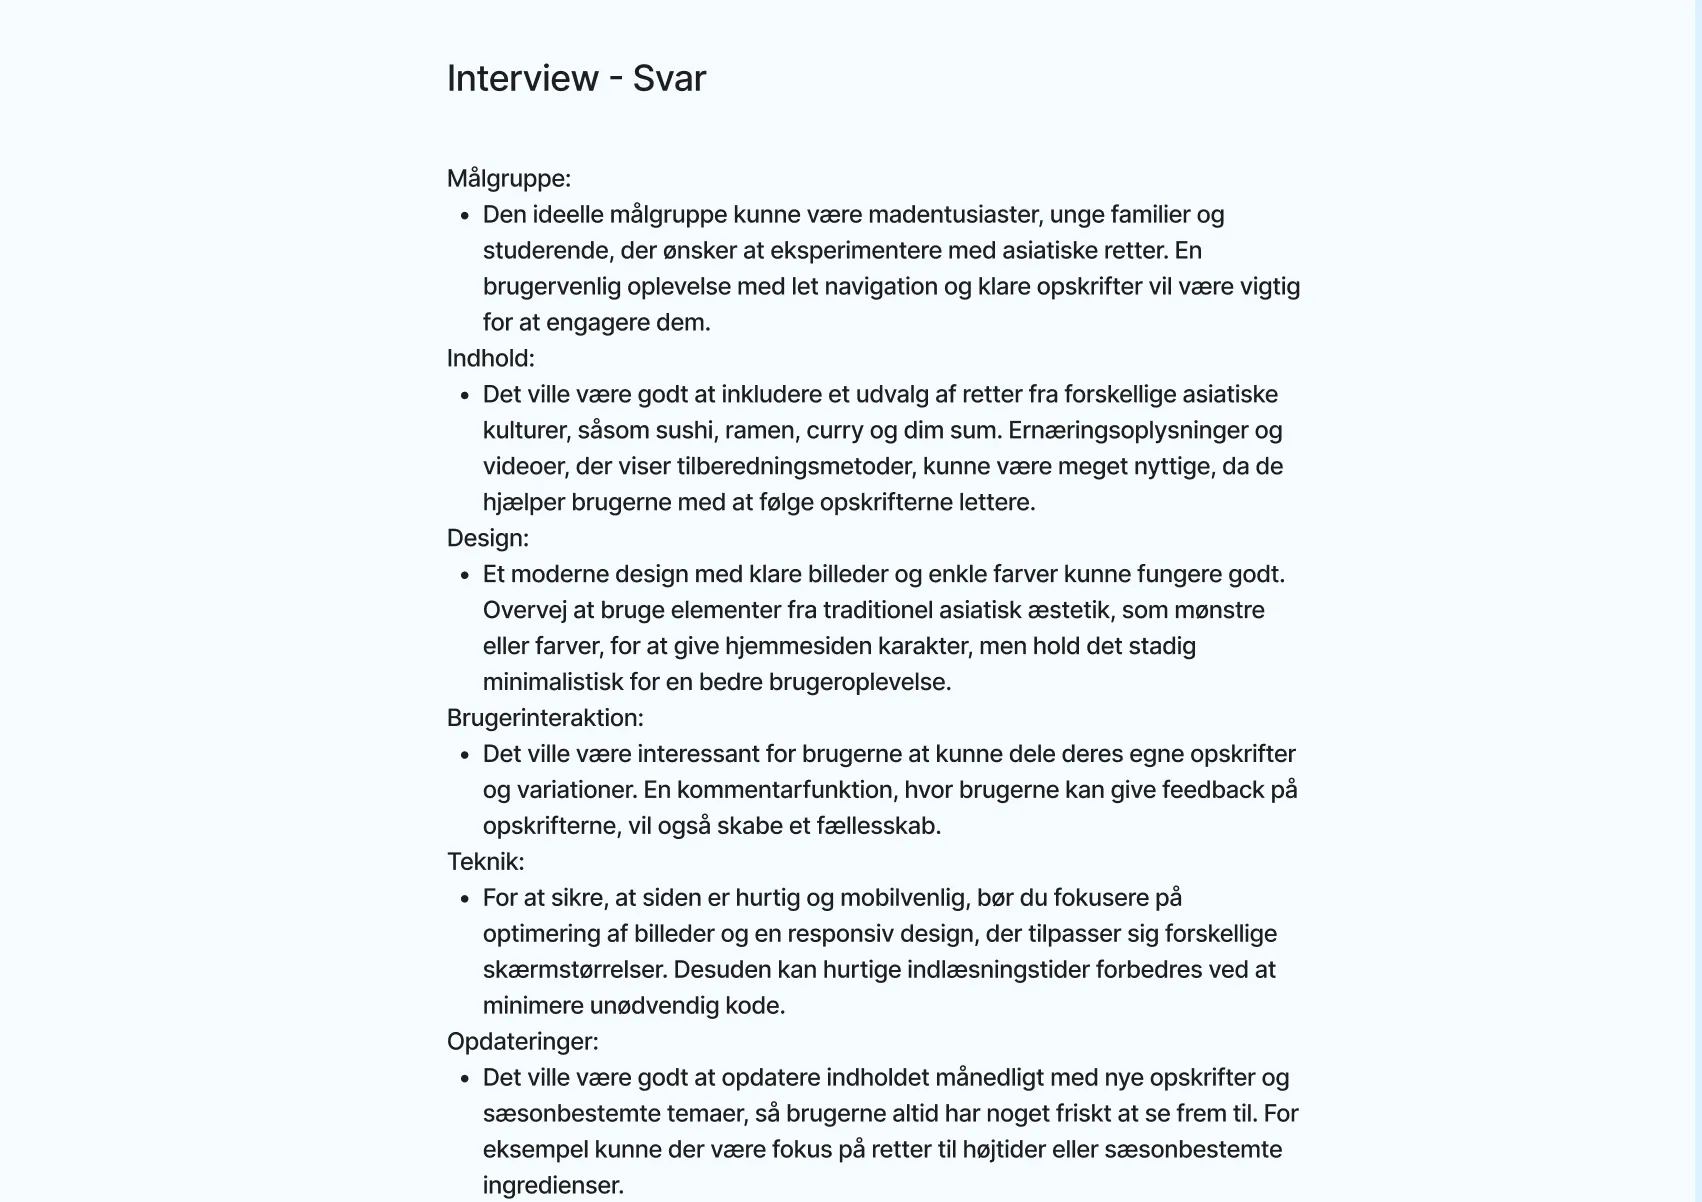 Interview - Svar
Målgruppe:
• Den ideelle målgruppe kunne være madentusiaster, unge familier og
studerende, der ønsker at eksperimentere med asiatiske retter. En
brugervenlig oplevelse med let navigation og klare opskrifter vil være vigtig
for at engagere dem.
Indhold:
• Det ville være godt at inkludere et udvalg af retter fra forskellige asiatiske
kulturer, såsom sushi, ramen, curry og dim sum. Ernæringsoplysninger og
videoer, der viser tilberedningsmetoder, kunne være meget nyttige, da de
hjælper brugerne med at følge opskrifterne lettere.
Design:
• Et moderne design med klare billeder og enkle farver kunne fungere godt.
Overvej at bruge elementer fra traditionel asiatisk æstetik, som mønstre
eller farver, for at give hjemmesiden karakter, men hold det stadig
minimalistisk for en bedre brugeroplevelse.
Brugerinteraktion:
• Det ville være interessant for brugerne at kunne dele deres egne opskrifter
og variationer. En kommentarfunktion, hvor brugerne kan give feedback på
opskrifterne, vil også skabe et fællesskab.
Teknik:
• For at sikre, at siden er hurtig og mobilvenlig, bør du fokusere på
optimering af billeder og en responsiv design, der tilpasser sig forskellige
skærmstørrelser. Desuden kan hurtige indlæsningstider forbedres ved at
minimere unødvendig kode.
Opdateringer:
• Det ville være godt at opdatere indholdet månedligt med nye opskrifter og
sæsonbestemte temaer, så brugerne altid har noget friskt at se frem til. For
eksempel kunne der være fokus på retter til højtider eller sæsonbestemte
ingredienser.